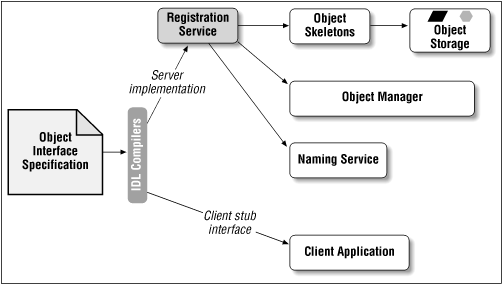 Registration
Service
Object
Skeletons
Object
Storage
Server
implementation
Object Manager
Object
Interface
Specification
IDL Compilers
Naming Service
Client stub
interface
Client Application